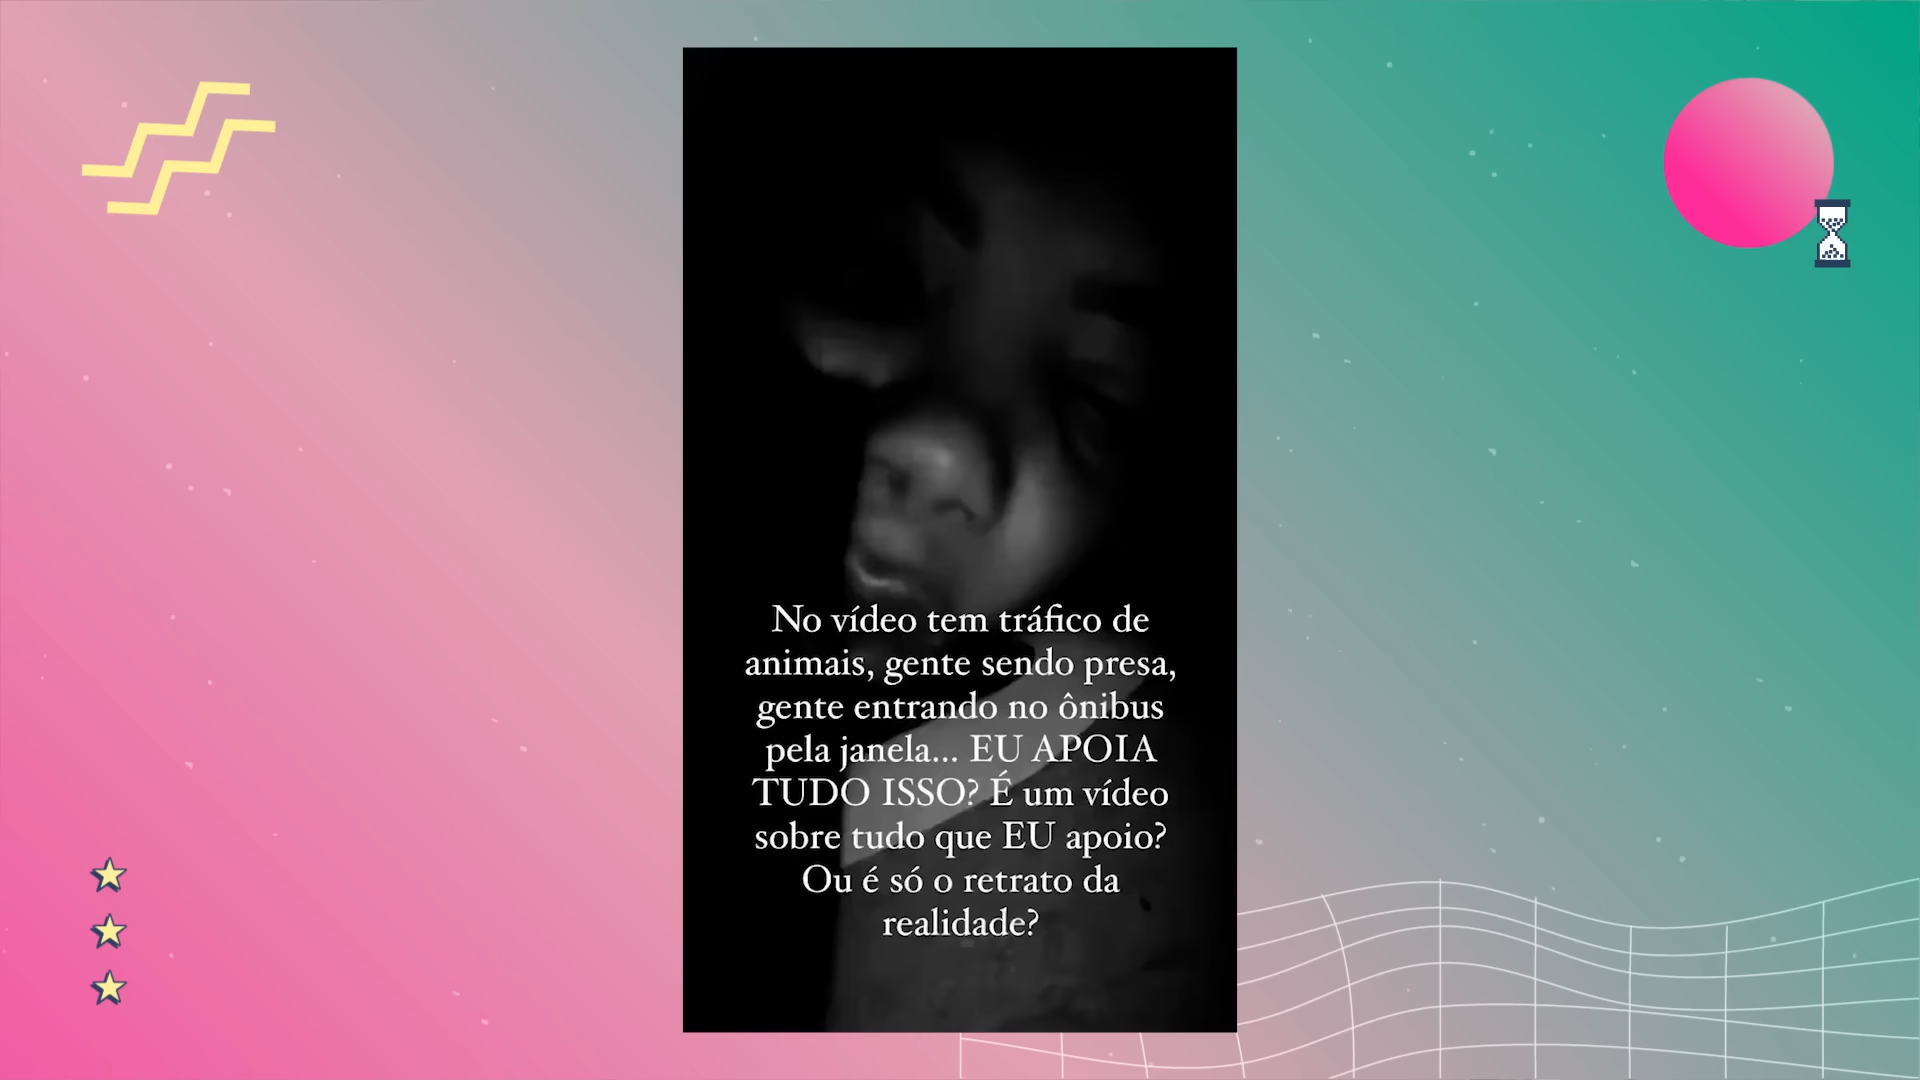 No vídeo tem tráfico de
animais, gente sendo presa,
gente entrando no ônibus
pela janela... EU APOIA
TUDO ISSO? É um vídeo
sobre tudo que EU apoio?
Ou é só o retrato da
realidade?